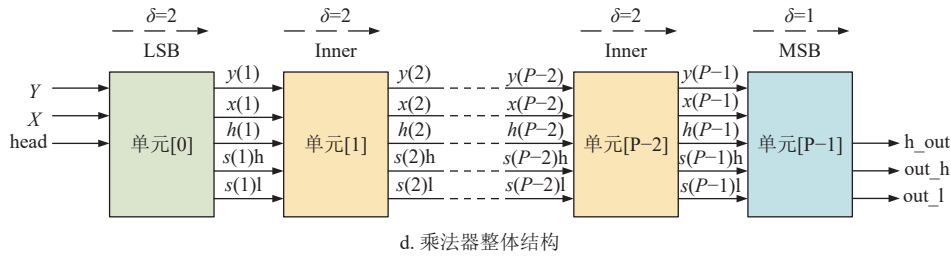 δ=2 δ=2 δ=2 δ=1
LSB Inner Inner MSB
Y y(1) y(2) y(P−2) y(P−1)
X x(1) x(2) x(P−2) x(P−1)
head 单元[0] h(1) 单元[1] h(2) h(P−2) 单元[P-2] h(P−1) 单元[P-1] h_out
s(1)h s(2)h s(P−2)h s(P−1)h out_h
s(1)l s(2)l s(P−2)l s(P−1)l out_l
d. 乘法器整体结构